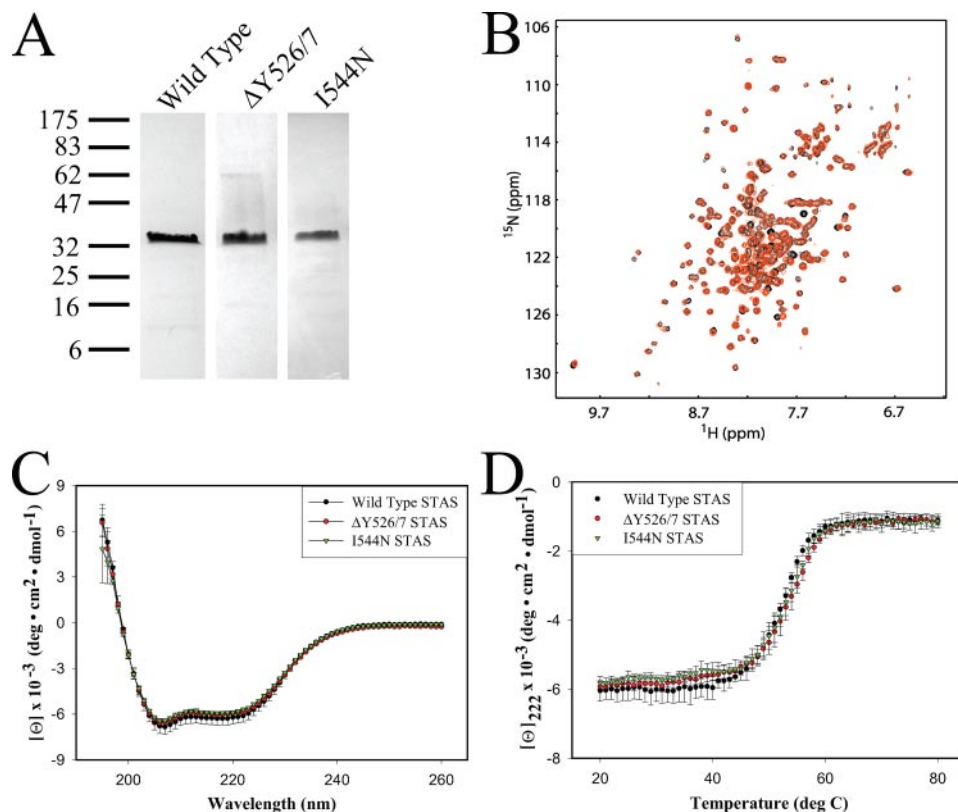 A
Wild Type
ΔY526/7
I544N
175
83
62
47
32
25
16
6
B
106
110
114
118
122
126
130
¹⁵N (ppm)
9.7
8.7
7.7
6.7
¹H (ppm)
C
9
6
3
0
-3
-6
-9
[Θ] x 10⁻³ (deg • cm² • dmol⁻¹)
Wild Type STAS
ΔY526/7 STAS
I544N STAS
200
220
240
260
Wavelength (nm)
D
0
-2
-4
-6
-8
[Θ]₂₂₂ x 10⁻³ (deg • cm² • dmol⁻¹)
Wild Type STAS
ΔY526/7 STAS
I544N STAS
20
40
60
80
Temperature (deg C)